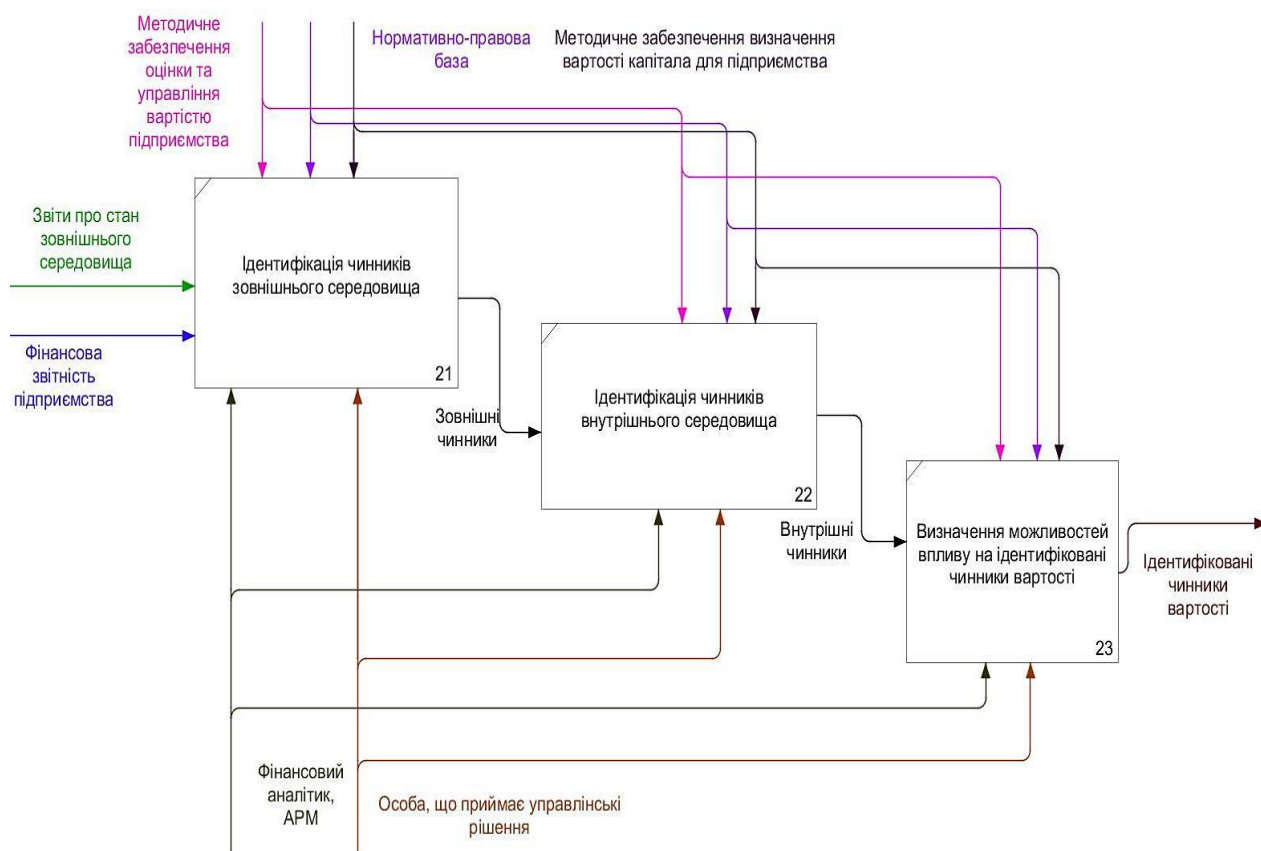 Методичне
забезпечення
оцінки та
управління
вартістю
підприємства
Нормативно-правова
база
Методичне забезпечення визначення
вартості капітала для підприємства
Звіти про стан
зовнішнього
середовища
Фінансова
звітність
підприємства
Ідентифікація чинників
зовнішнього середовища
21
Зовнішні
чинники
Ідентифікація чинників
внутрішнього середовища
22
Внутрішні
чинники
Визначення можливостей
впливу на ідентифіковані
чинники вартості
23
Ідентифіковані
чинники
вартості
Фінансовий
аналітик,
АРМ
Особа, що приймає управлінські
рішення